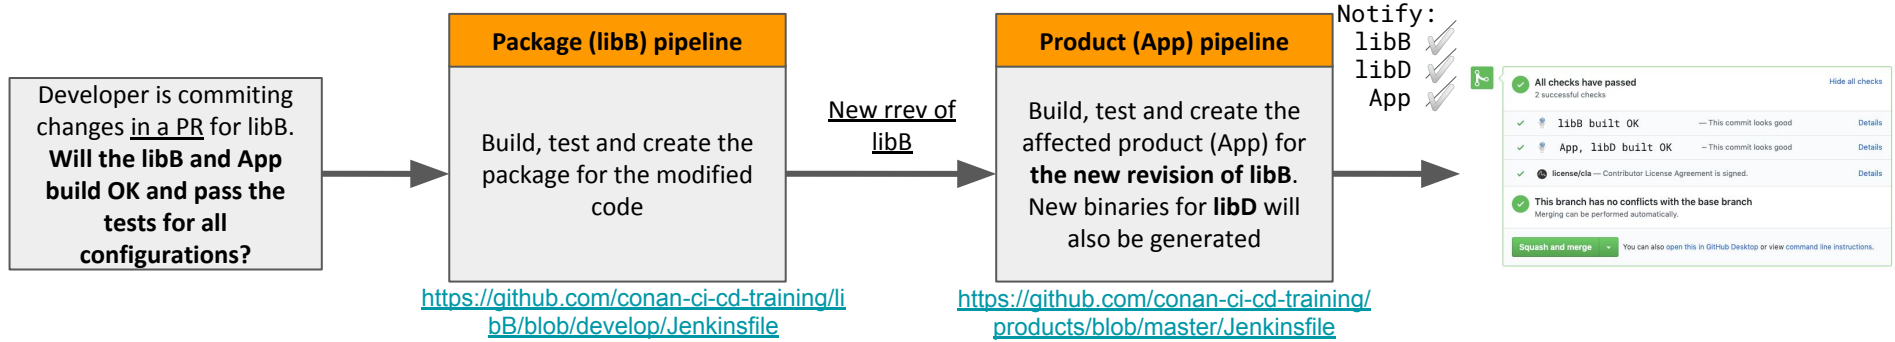 Developer is commiting
changes in a PR for libB.
Will the libB and App
build OK and pass the
tests for all
configurations?
Package (libB) pipeline
Build, test and create the
package for the modified
code
https://github.com/conan-ci-cd-training/li
bB/blob/develop/Jenkinsfile
New rrev of
libB
Product (App) pipeline
Build, test and create the
affected product (App) for
the new revision of libB.
New binaries for libD will
also be generated
https://github.com/conan-ci-cd-training/
products/blob/master/Jenkinsfile
Notify:
libB
libD
App
All checks have passed
2 successful checks
Hide all checks
libB built OK — This commit looks good Details
App, libD built OK – This commit looks good Details
license/cla — Contributor License Agreement is signed. Details
This branch has no conflicts with the base branch
Merging can be performed automatically.
Squash and merge
You can also open this in GitHub Desktop or view command line instructions.